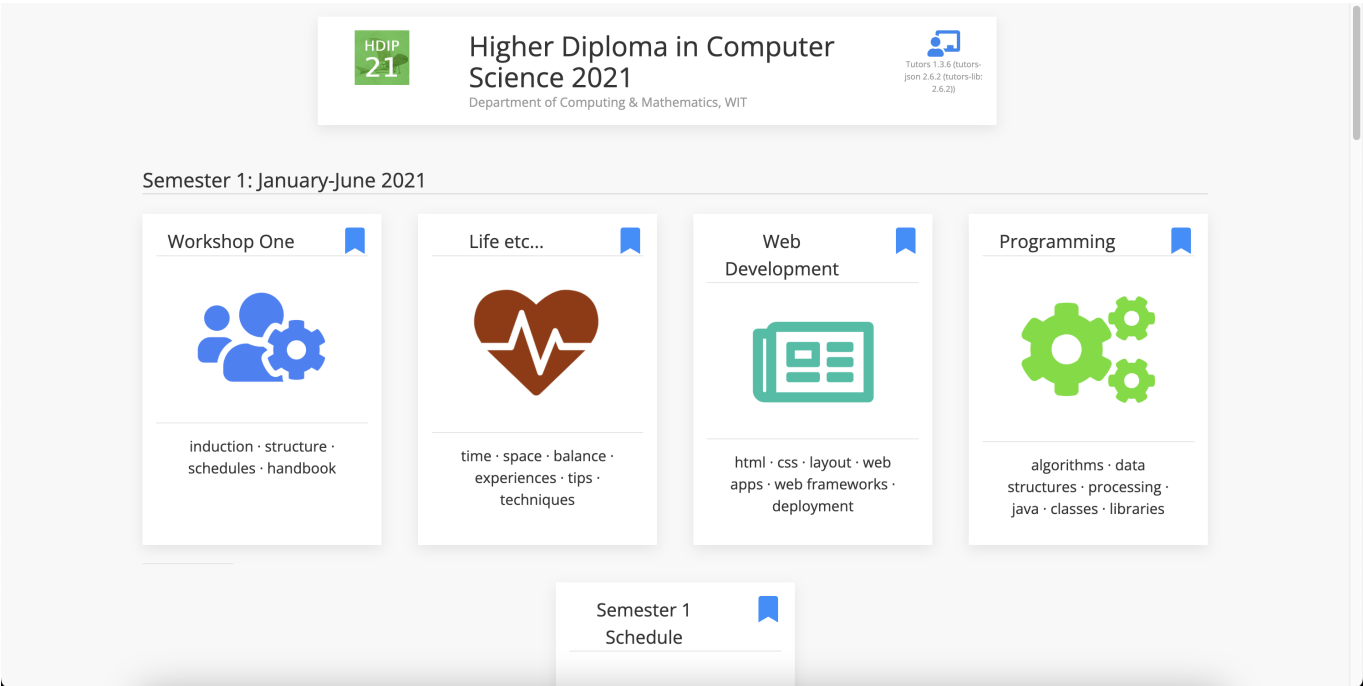 HDIP
21
Higher Diploma in Computer
Science 2021
Department of Computing & Mathematics, WIT
Tutors 1.3.6 (tutors-
json 2.6.2 (tutors-lib:
2.6.2))
Semester 1: January-June 2021
Workshop One
induction · structure ·
schedules · handbook
Life etc...
time · space · balance ·
experiences · tips ·
techniques
Web
Development
html · css · layout · web
apps · web frameworks ·
deployment
Programming
algorithms · data
structures · processing ·
java · classes · libraries
Semester 1
Schedule